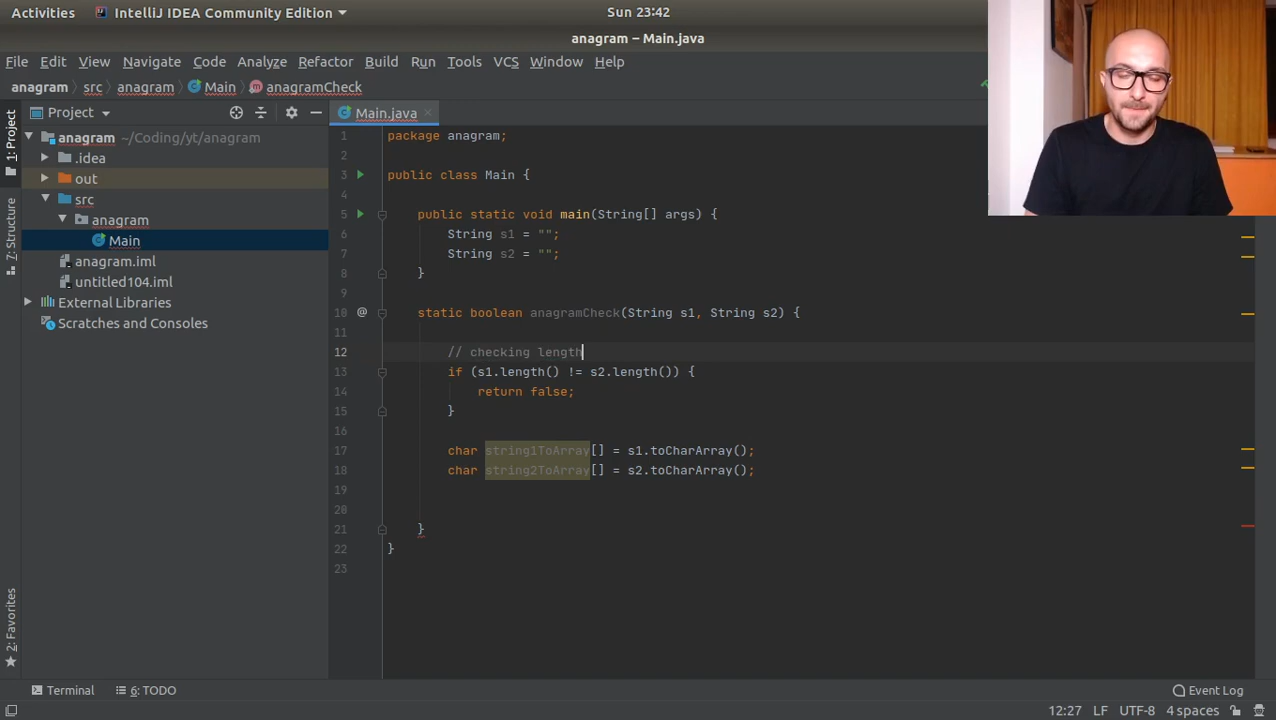 Activities IntelliJ IDEA Community Edition Sun 23:42
anagram – Main.java
File Edit View Navigate Code Analyze Refactor Build Run Tools VCS Window Help
anagram src anagram Main anagramCheck
1: Project
Z: Structure
2: Favorites
Project
anagram ~/Coding/yt/anagram
.idea
out
src
anagram
Main
anagram.iml
untitled104.iml
External Libraries
Scratches and Consoles
Main.java
1 package anagram;
2
3 public class Main {
4
5 public static void main(String[] args) {
6 String s1 = "";
7 String s2 = "";
8 }
9
10 @ static boolean anagramCheck(String s1, String s2) {
11
12 // checking length
13 if (s1.length() != s2.length()) {
14 return false;
15 }
16
17 char string1ToArray[] = s1.toCharArray();
18 char string2ToArray[] = s2.toCharArray();
19
20
21 }
22 }
23
Terminal 6: TODO Event Log
12:27 LF UTF-8 4 spaces